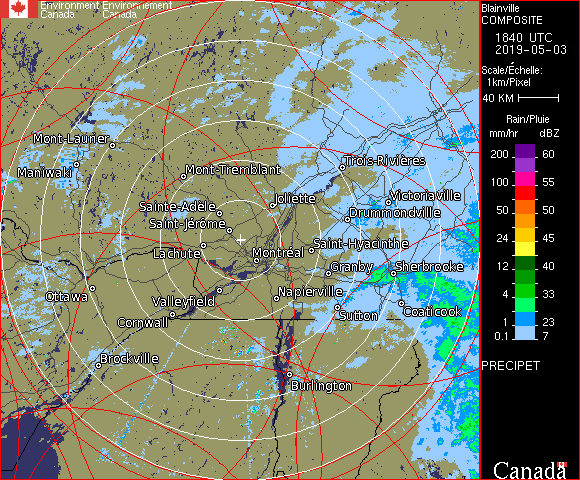 Environment Environnement
Canada Canada
Blainville
COMPOSITE
1840 UTC
2019-05-03
Scale/Échelle:
1km/Pixel
40 KM
Rain/Pluie
mm/hr dBZ
200 60
100 55
50 50
24 45
12 40
4 33
1 23
0.1 7
PRECIPET
Canada
Mont-Laurier
Maniwaki
Mont-Tremblant
Trois-Rivières
Joliette
Victoriaville
Sainte-Adèle
Drummondville
Saint-Jérôme
Saint-Hyacinthe
Lachute
Montréal
Granby
Sherbrooke
Ottawa
Valleyfield
Napierville
Cornwall
Sutton
Coaticook
Brockville
Burlington